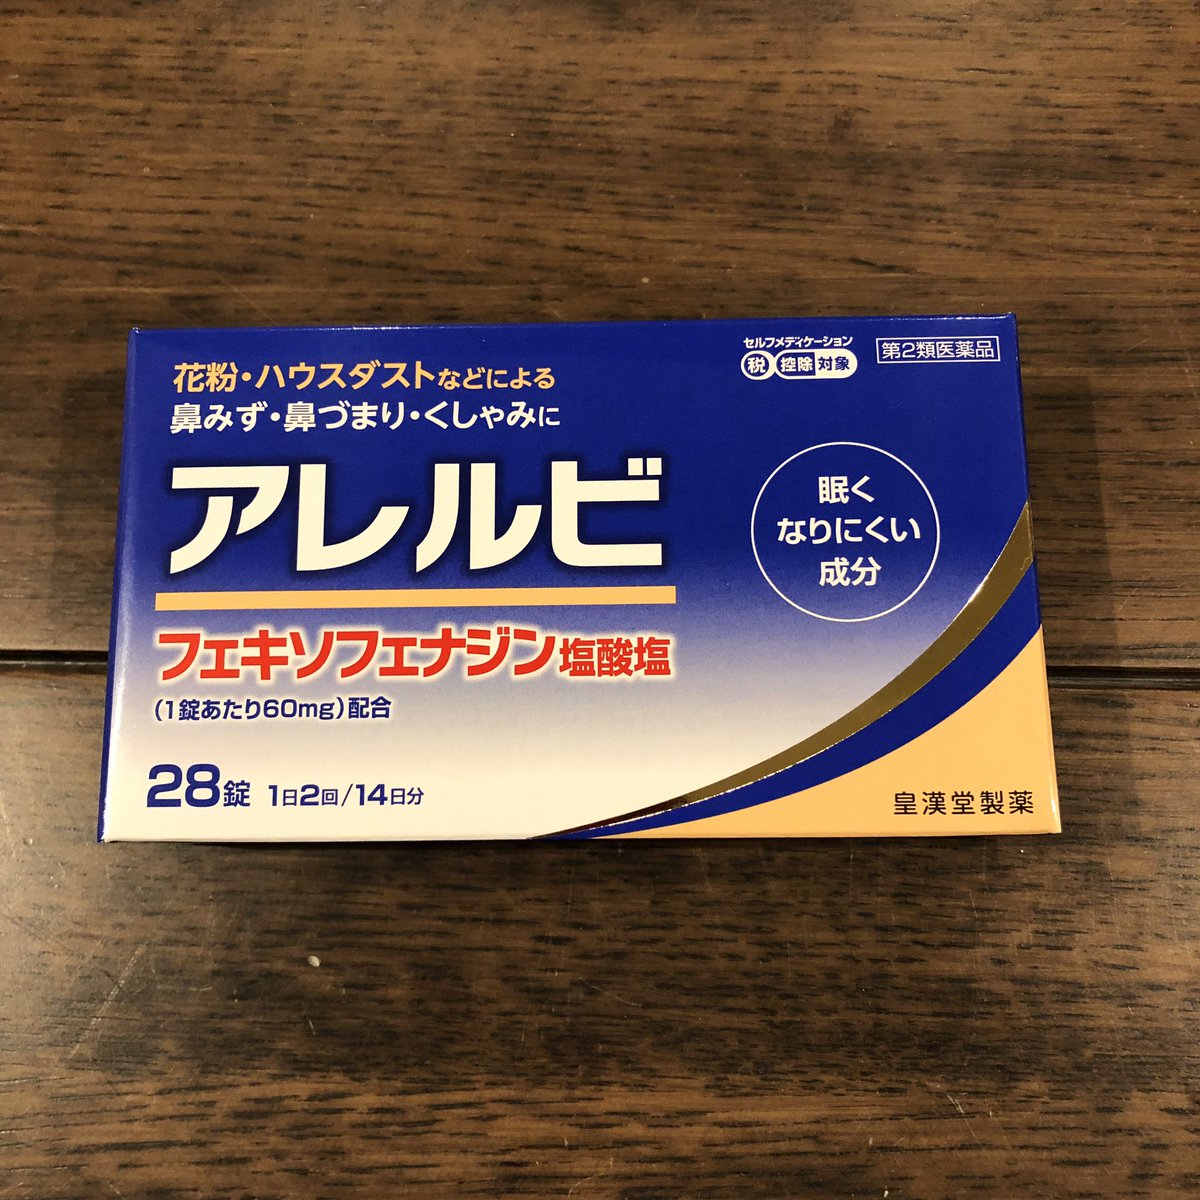 セルフメディケーション
税 控除 対象
第2類医薬品
花粉・ハウスダストなどによる
鼻みず・鼻づまり・くしゃみに
アレルビ
眠く
なりにくい
成分
フェキソフェナジン塩酸塩
(1錠あたり60mg)配合
28錠 1日2回/14日分
皇漢堂製薬